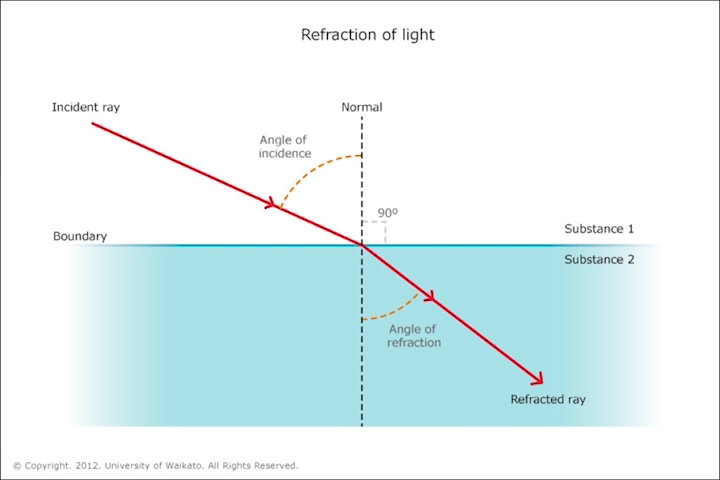 Refraction of light
Incident ray
Normal
Angle of
incidence
90º
Boundary
Substance 1
Substance 2
Angle of
refraction
Refracted ray
© Copyright. 2012. University of Waikato. All Rights Reserved.